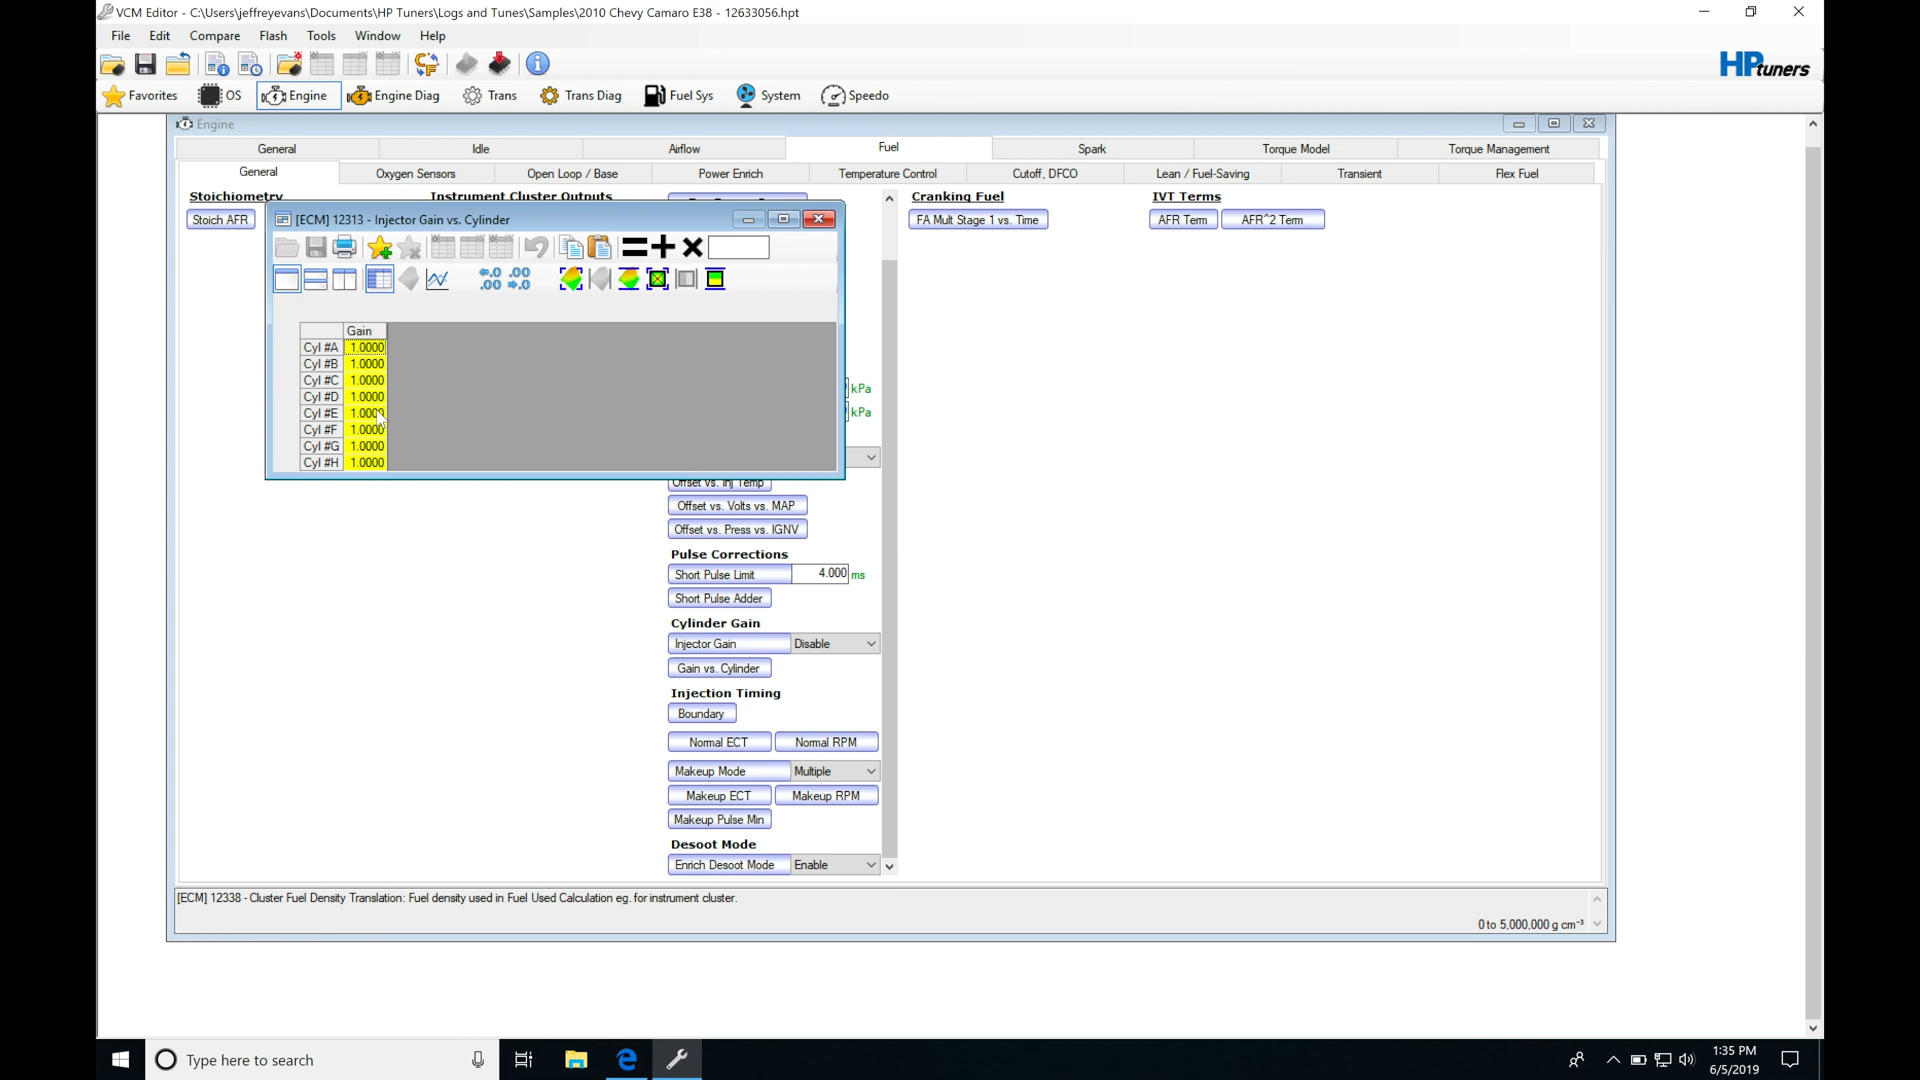 VCM Editor - C:\Users\jeffreyevans\Documents\HP Tuners\Logs and Tunes\Samples\2010 Chevy Camaro E38 - 12633056.hpt
File Edit Compare Flash Tools Window Help
HPtuners
Favorites OS Engine Engine Diag Trans Trans Diag Fuel Sys System Speedo
Engine
General Idle Airflow Fuel Spark Torque Model Torque Management
General Oxygen Sensors Open Loop / Base Power Enrich Temperature Control Cutoff, DFCO Lean / Fuel-Saving Transient Flex Fuel
Stoichiometry Instrument Cluster Outputs Cranking Fuel IVT Terms
Stoich AFR FA Mult Stage 1 vs. Time AFR Term AFR^2 Term
[ECM] 12313 - Injector Gain vs. Cylinder
Gain
Cyl #A 1.0000
Cyl #B 1.0000
Cyl #C 1.0000
Cyl #D 1.0000
Cyl #E 1.0000
Cyl #F 1.0000
Cyl #G 1.0000
Cyl #H 1.0000
kPa
kPa
Offset vs. Inj Temp
Offset vs. Volts vs. MAP
Offset vs. Press vs. IGNV
Pulse Corrections
Short Pulse Limit 4.000 ms
Short Pulse Adder
Cylinder Gain
Injector Gain Disable
Gain vs. Cylinder
Injection Timing
Boundary
Normal ECT Normal RPM
Makeup Mode Multiple
Makeup ECT Makeup RPM
Makeup Pulse Min
Desoot Mode
Enrich Desoot Mode Enable
[ECM] 12338 - Cluster Fuel Density Translation: Fuel density used in Fuel Used Calculation eg. for instrument cluster.
0 to 5,000,000 g cm⁻³
Type here to search
1:35 PM
6/5/2019